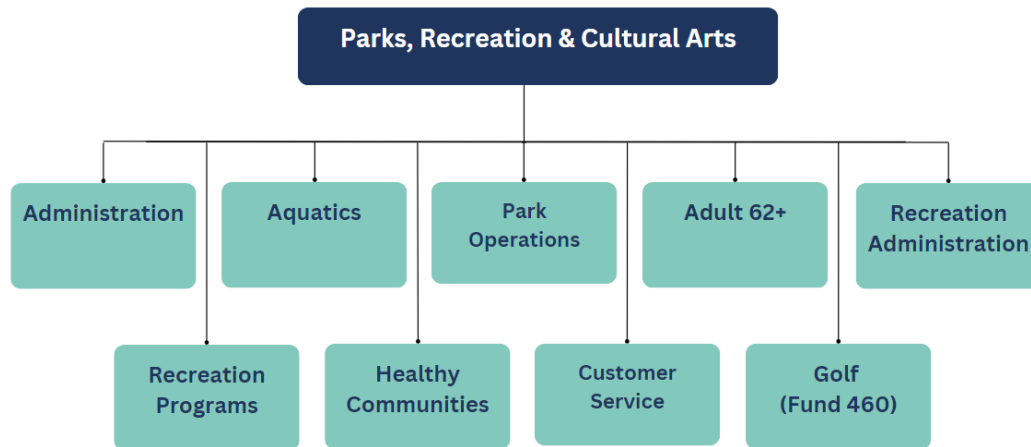 Parks, Recreation & Cultural Arts
Administration
Aquatics
Park
Operations
Adult 62+
Recreation
Administration
Recreation
Programs
Healthy
Communities
Customer
Service
Golf
(Fund 460)